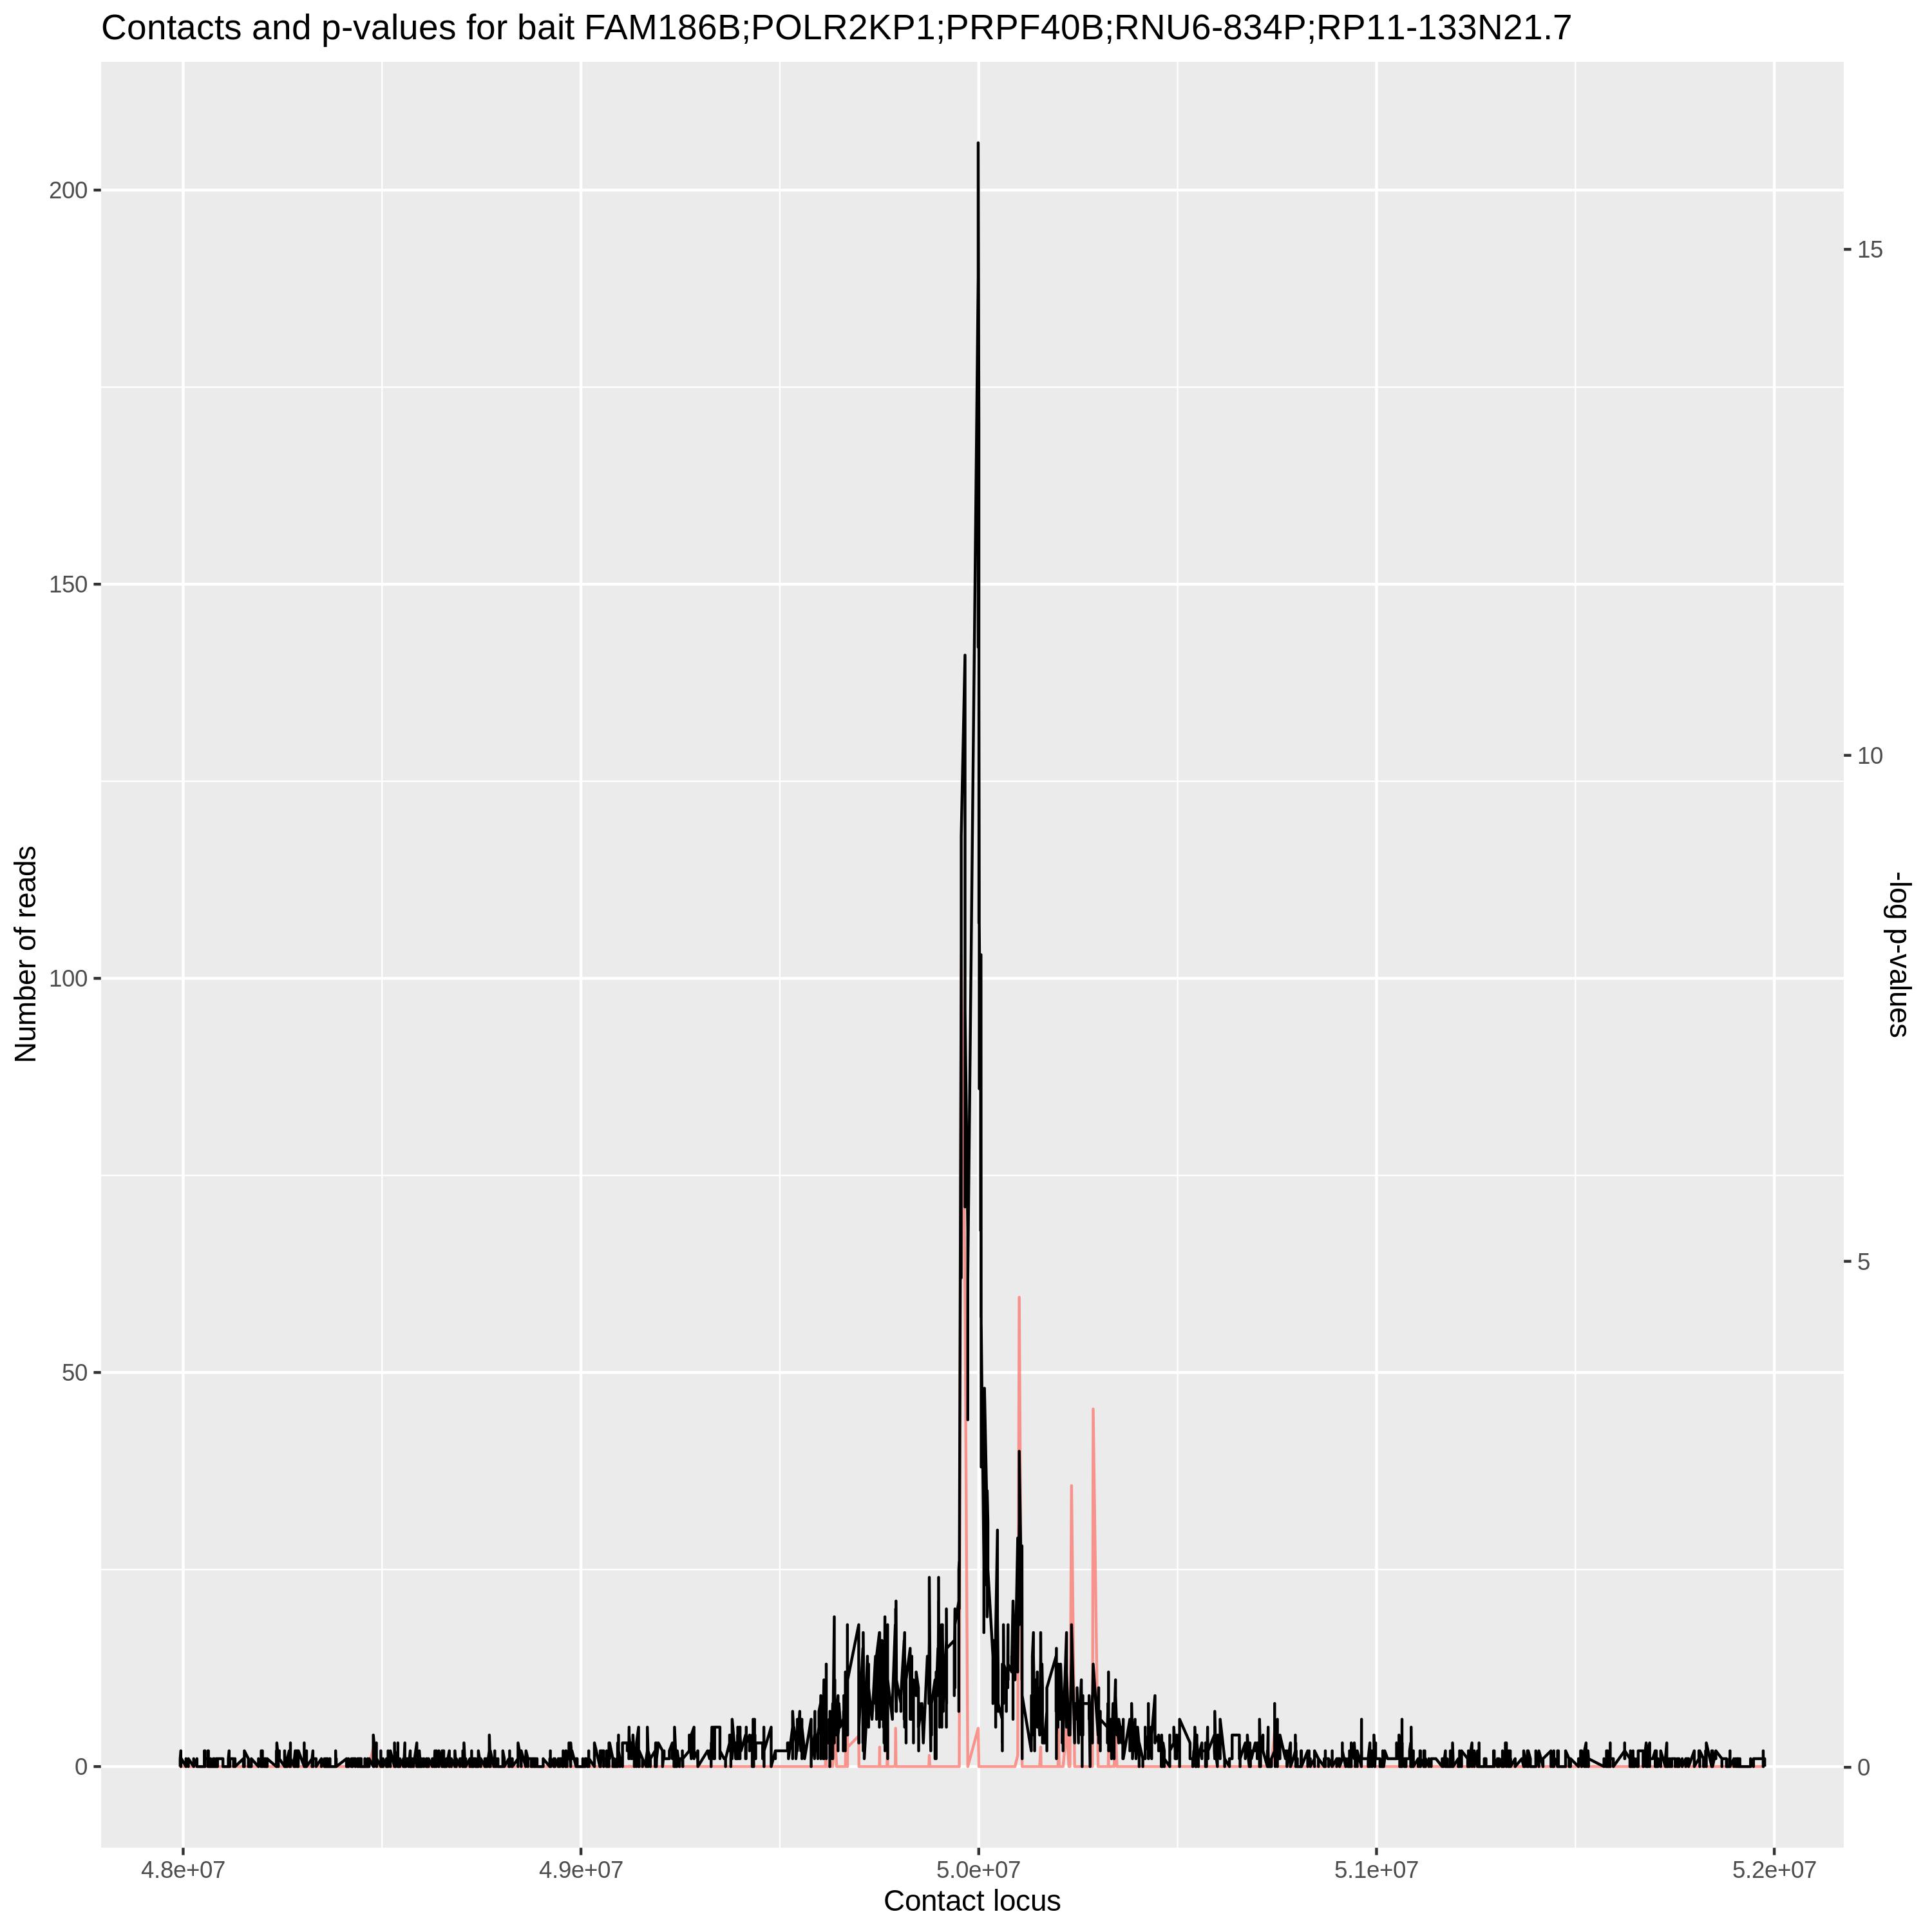 Contacts and p-values for bait FAM186B;POLR2KP1;PRPF40B;RNU6-834P;RP11-133N21.7
200
150
100
50
0
Number of reads
15
10
5
0
-log p-values
4.8e+07
4.9e+07
5.0e+07
5.1e+07
5.2e+07
Contact locus